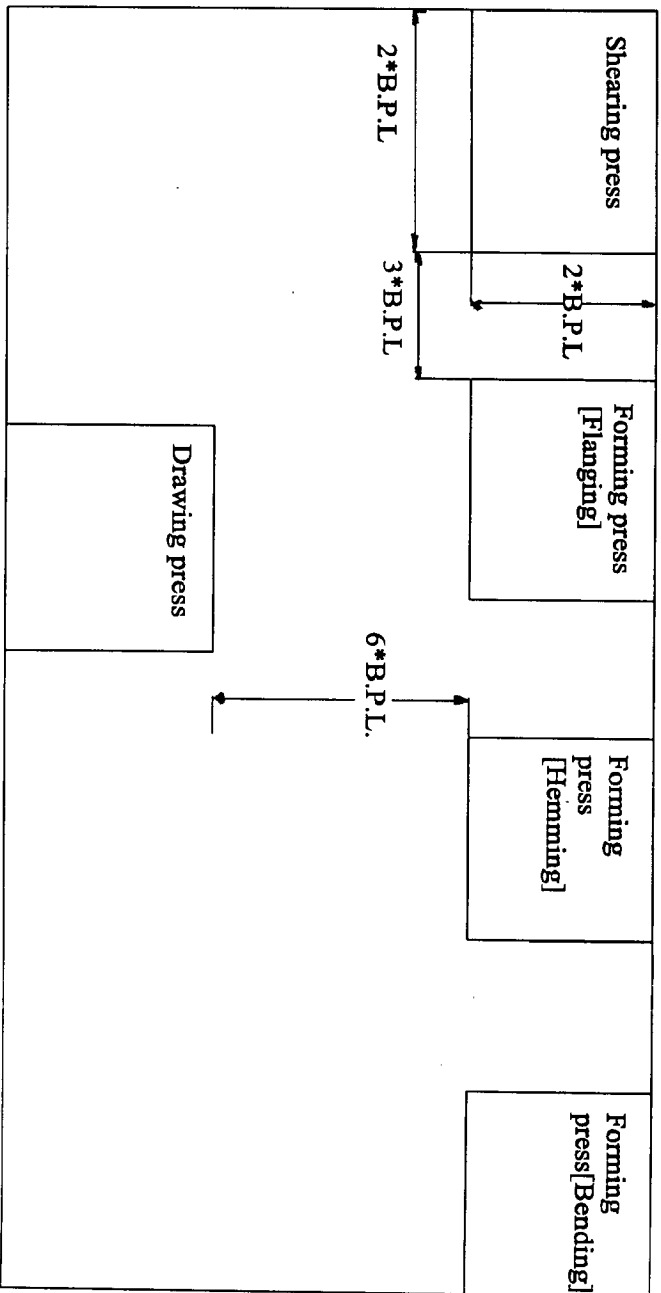 Shearing press
2*B.P.L
2*B.P.L
3*B.P.L
Forming press
[Flanging]
Drawing press
6*B.P.L.
Forming
press
[Hemming]
Forming
press[Bending]